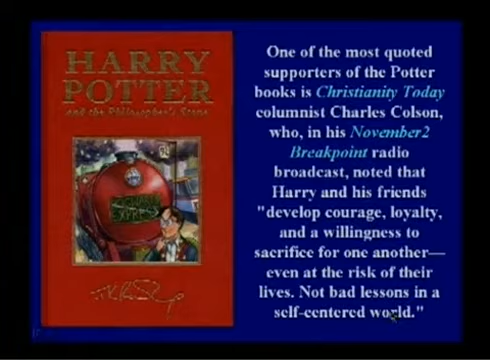 HARRY
POTTER
and the Philosopher's Stone
One of the most quoted
supporters of the Potter
books is Christianity Today
columnist Charles Colson,
who, in his November2
Breakpoint radio
broadcast, noted that
Harry and his friends
"develop courage, loyalty,
and a willingness to
sacrifice for one another—
even at the risk of their
lives. Not bad lessons in a
self-centered world."